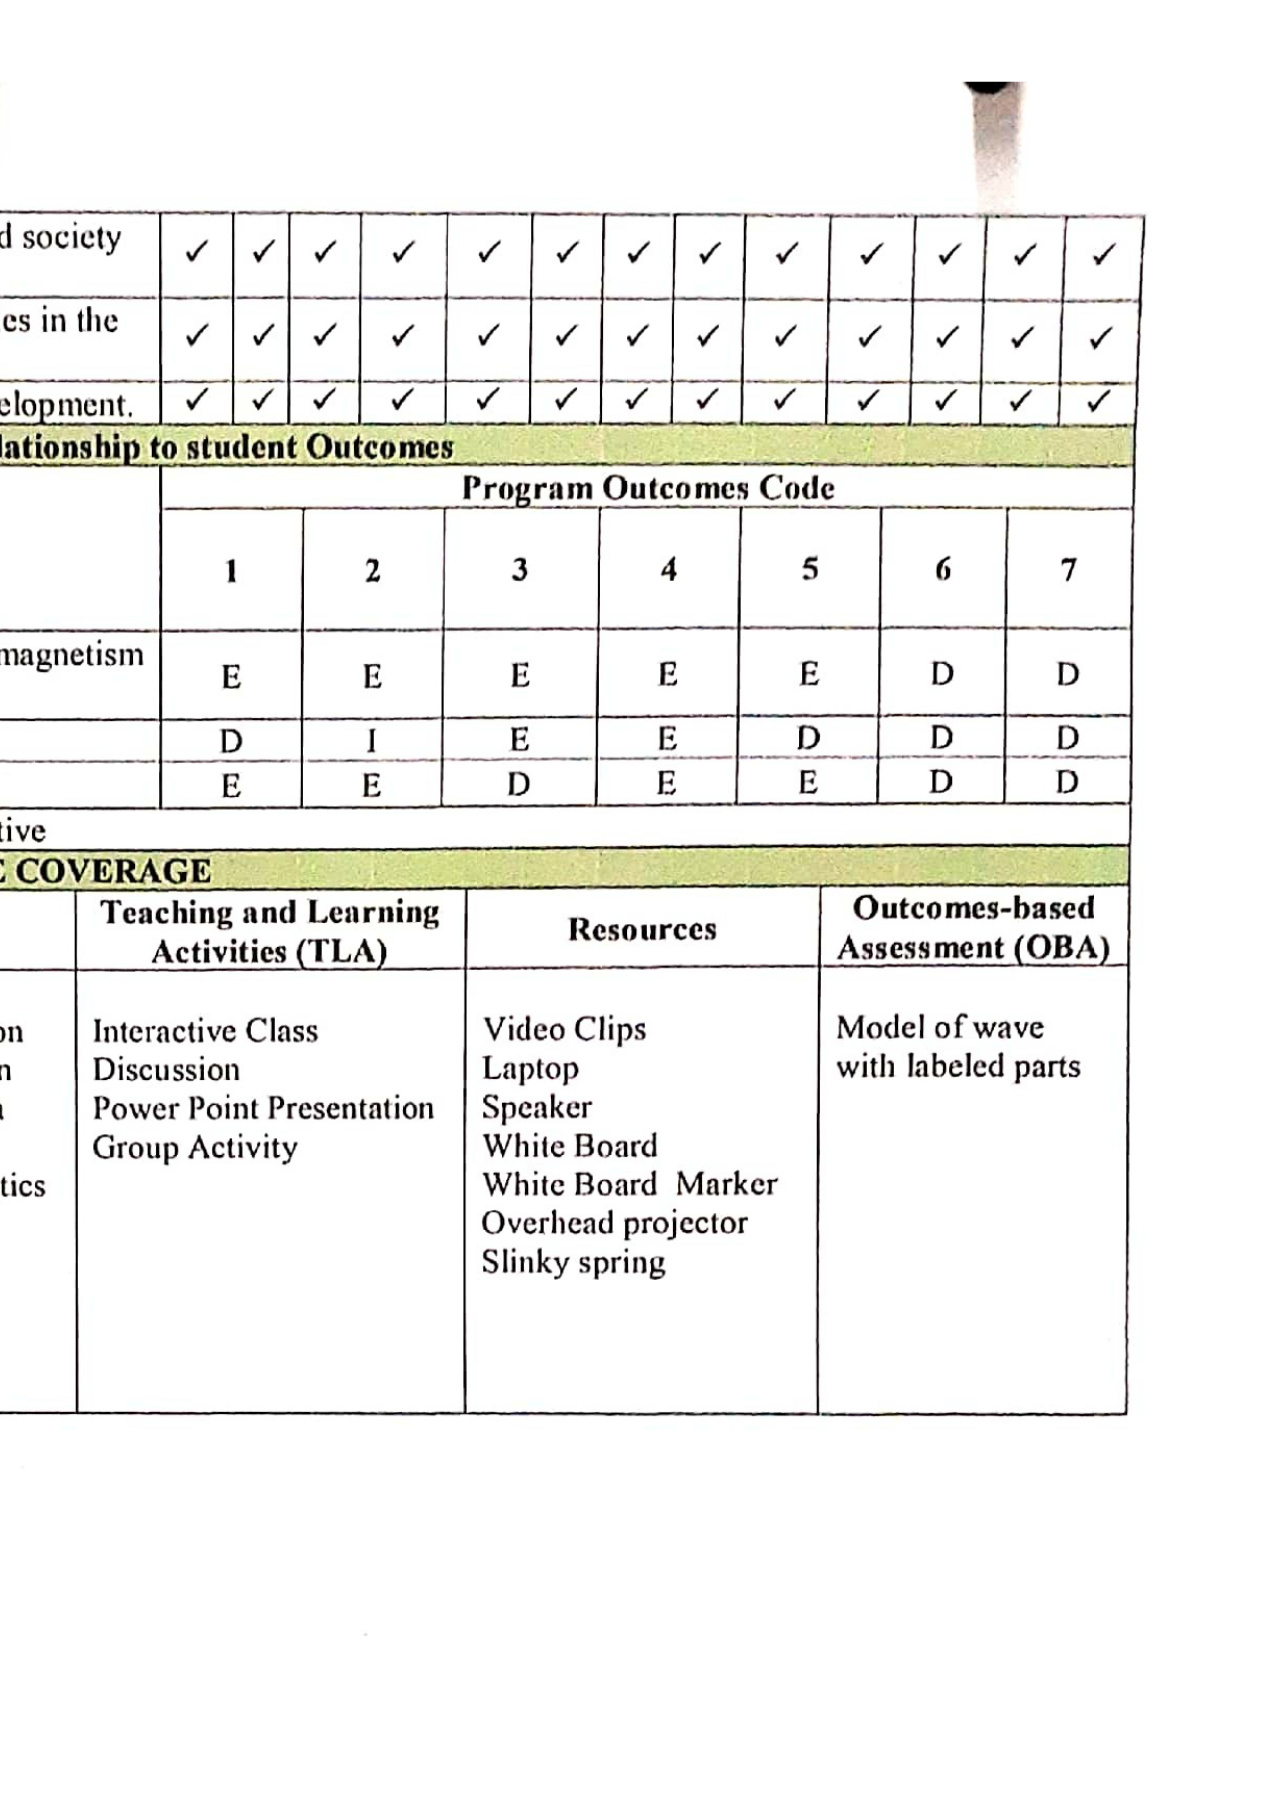 d society ✓ ✓ ✓ ✓ ✓ ✓ ✓ ✓ ✓ ✓ ✓ ✓ ✓
es in the ✓ ✓ ✓ ✓ ✓ ✓ ✓ ✓ ✓ ✓ ✓ ✓ ✓
elopment. ✓ ✓ ✓ ✓ ✓ ✓ ✓ ✓ ✓ ✓ ✓ ✓ ✓
lationship to student Outcomes
Program Outcomes Code
1 2 3 4 5 6 7
magnetism E E E E E D D
D I E E D D D
E E D E E D D
tive
COVERAGE
Teaching and Learning
Activities (TLA)
Resources
Outcomes-based
Assessment (OBA)
on
n
tics
Interactive Class
Discussion
Power Point Presentation
Group Activity
Video Clips
Laptop
Speaker
White Board
White Board Marker
Overhead projector
Slinky spring
Model of wave
with labeled parts